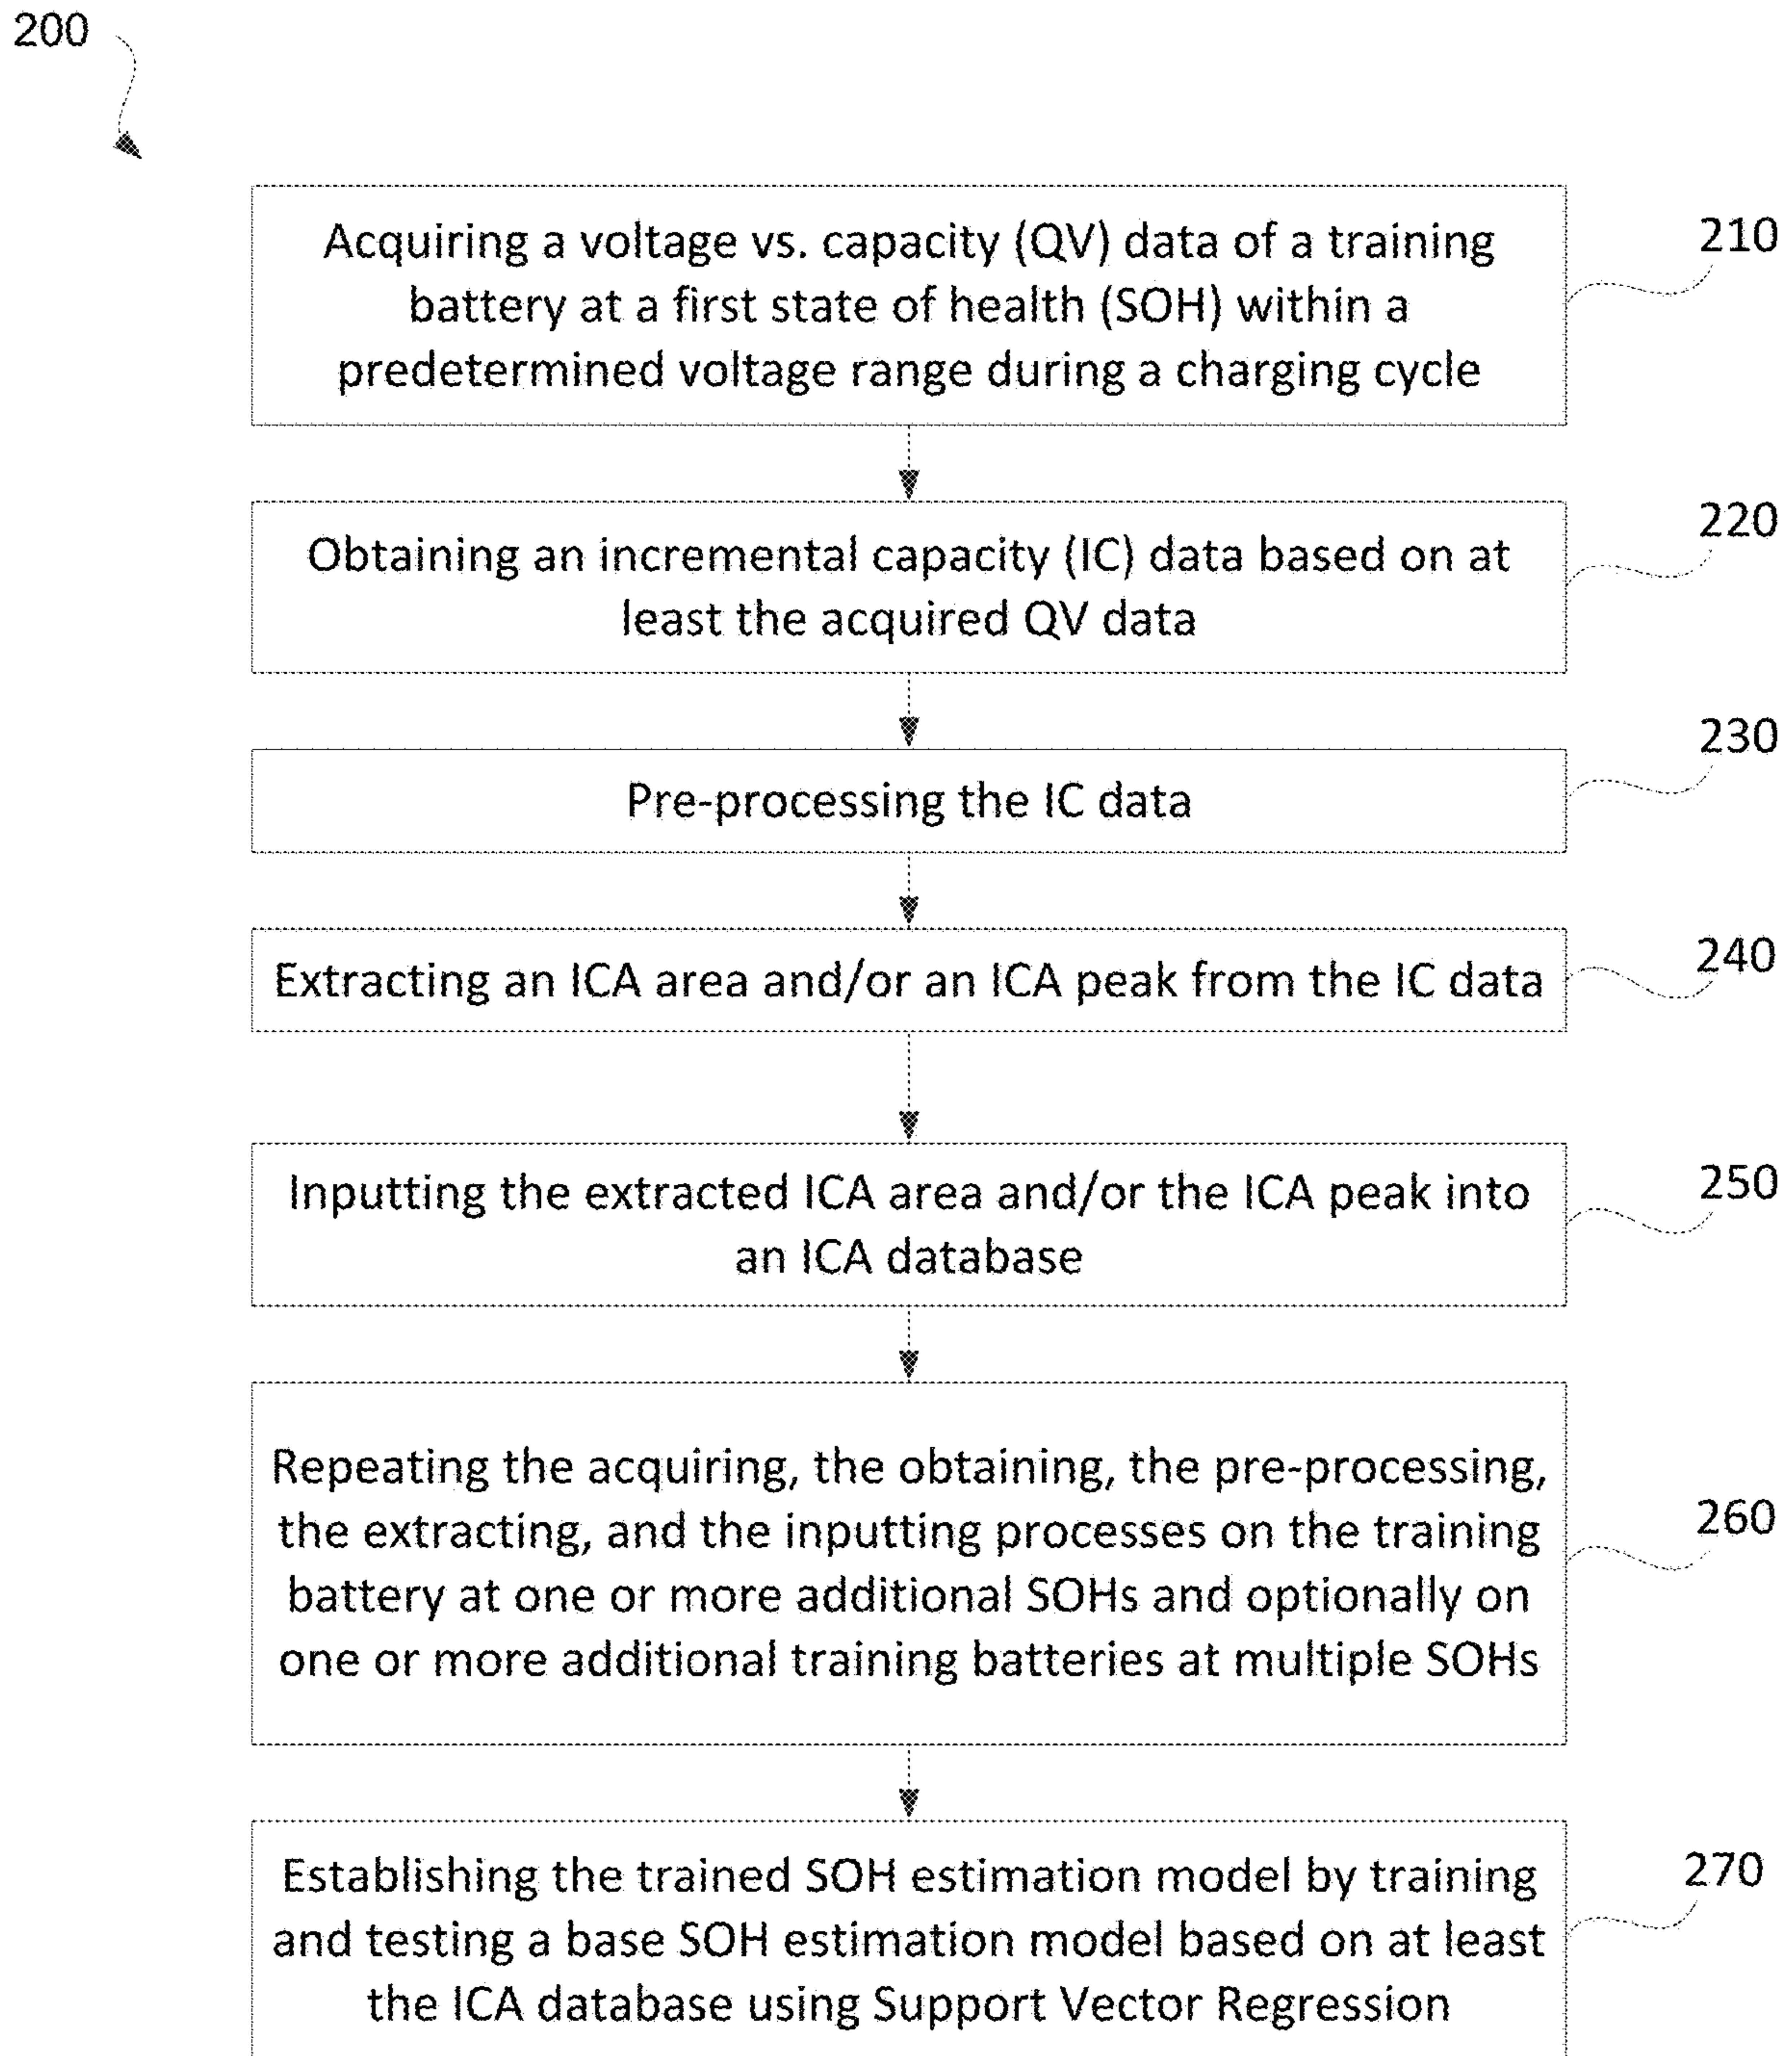 200
Acquiring a voltage vs. capacity (QV) data of a training
battery at a first state of health (SOH) within a
predetermined voltage range during a charging cycle
210
Obtaining an incremental capacity (IC) data based on at
least the acquired QV data
220
Pre-processing the IC data
230
Extracting an ICA area and/or an ICA peak from the IC data
240
Inputting the extracted ICA area and/or the ICA peak into
an ICA database
250
Repeating the acquiring, the obtaining, the pre-processing,
the extracting, and the inputting processes on the training
battery at one or more additional SOHs and optionally on
one or more additional training batteries at multiple SOHs
260
Establishing the trained SOH estimation model by training
and testing a base SOH estimation model based on at least
the ICA database using Support Vector Regression
270